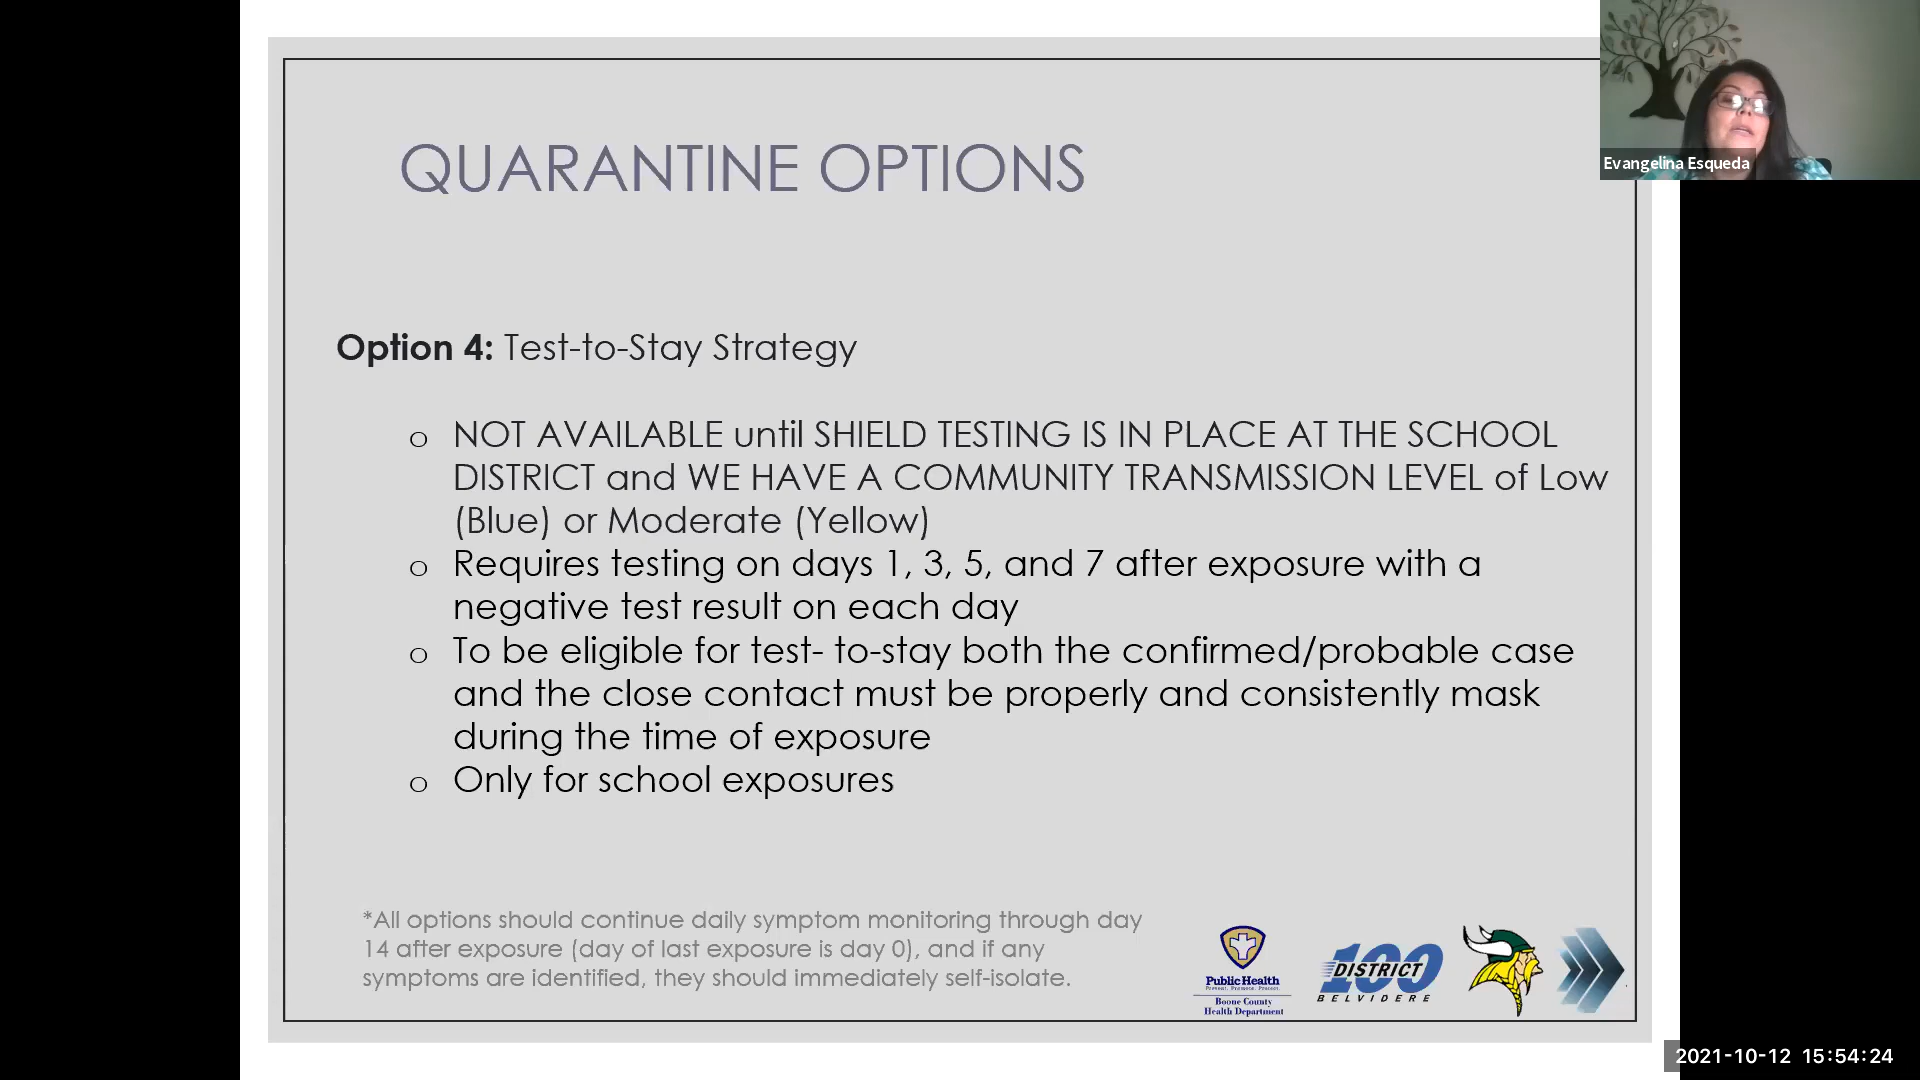 Evangelina Esqueda
QUARANTINE OPTIONS
Option 4: Test-to-Stay Strategy
o NOT AVAILABLE until SHIELD TESTING IS IN PLACE AT THE SCHOOL
DISTRICT and WE HAVE A COMMUNITY TRANSMISSION LEVEL of Low
(Blue) or Moderate (Yellow)
o Requires testing on days 1, 3, 5, and 7 after exposure with a
negative test result on each day
o To be eligible for test- to-stay both the confirmed/probable case
and the close contact must be properly and consistently mask
during the time of exposure
o Only for school exposures
*All options should continue daily symptom monitoring through day
14 after exposure (day of last exposure is day 0), and if any
symptoms are identified, they should immediately self-isolate.
Public Health
Prevent. Promote. Protect.
Boone County
Health Department
DISTRICT 100
BELVIDERE
2021-10-12 15:54:24